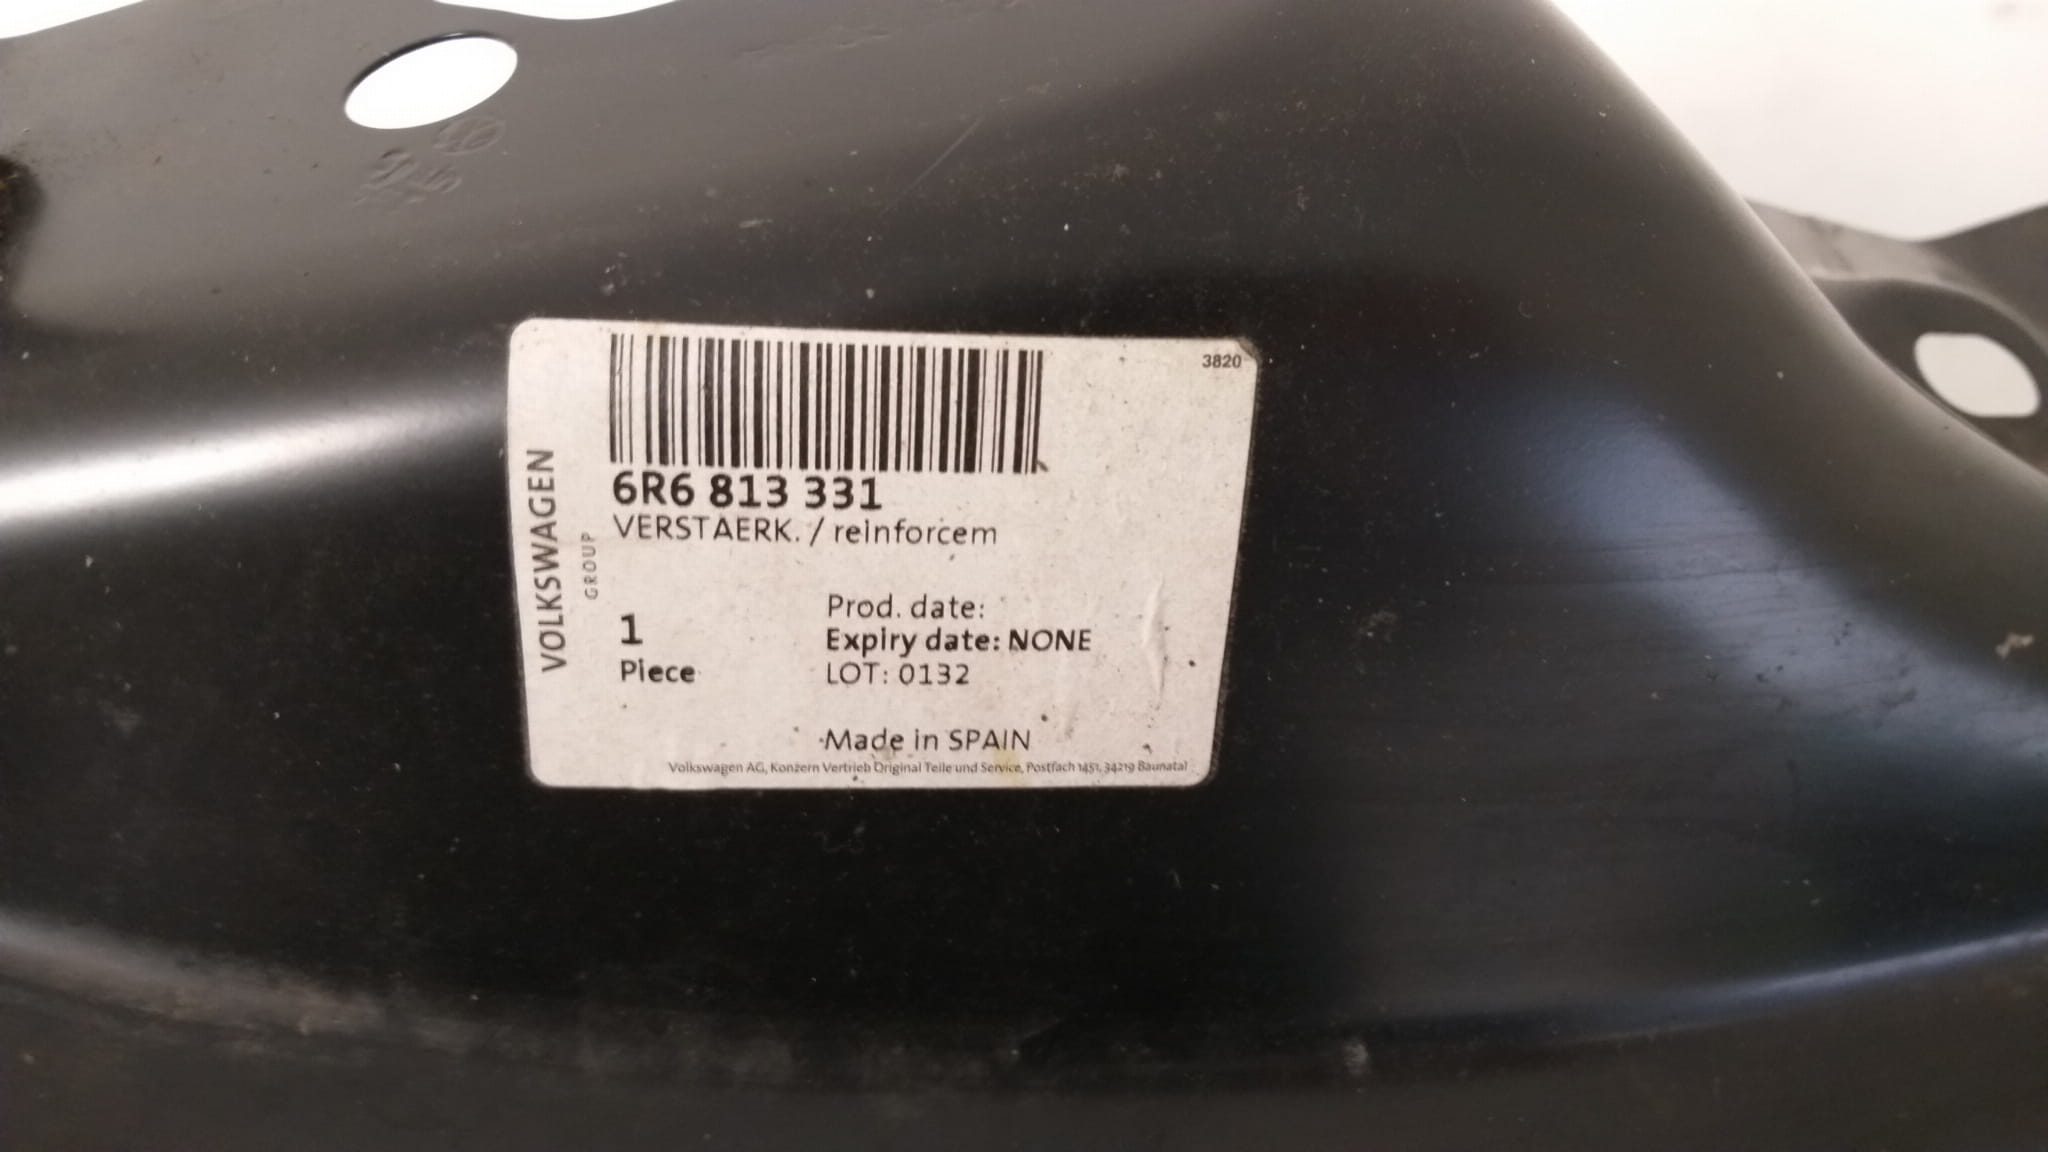 3820
6R6 813 331
VERSTAERK. / reinforcem
VOLKSWAGEN
GROUP
1
Piece
Prod. date:
Expiry date: NONE
LOT: 0132
Made in SPAIN
Volkswagen AG, Konzern Vertrieb Original Teile und Service, Postfach 1451, 34219 Baunatal